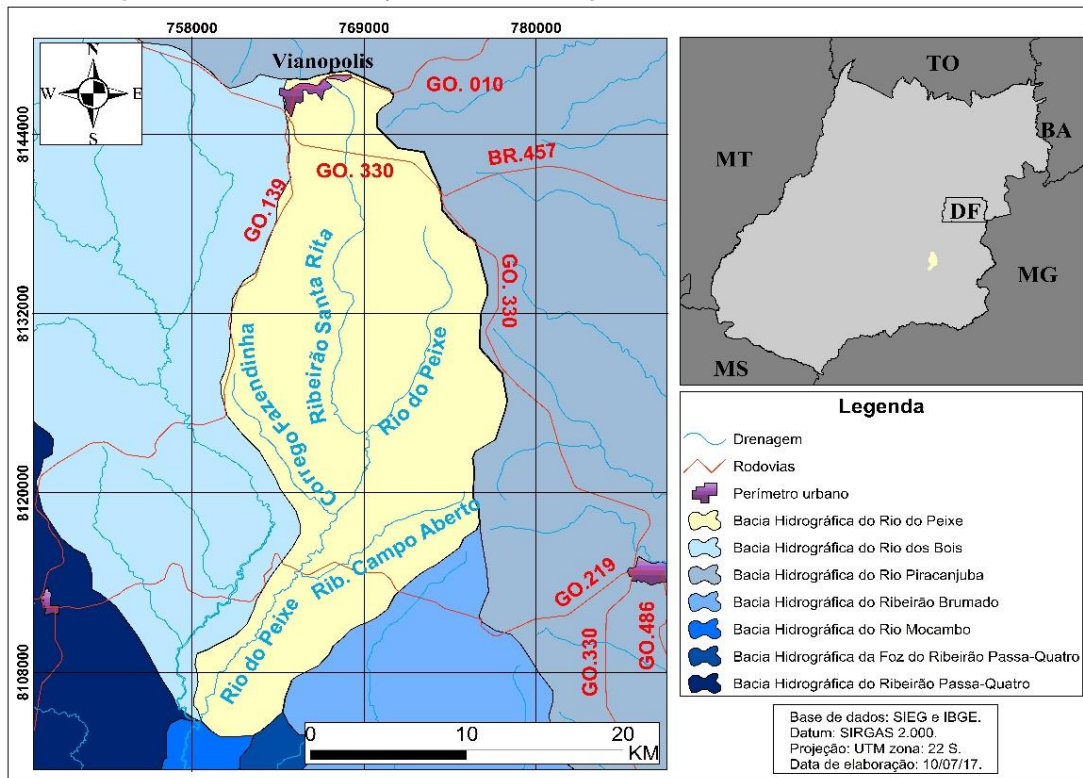 758000
769000
780000
N
W
E
S
Vianopolis
GO. 010
8144000
GO. 330
BR.457
GO.139
Ribeirão Santa Rita
GO. 330
8132000
Rio do Peixe
Corrego Fazendinha
8120000
Rib. Campo Aberto
GO.219
Rio do Peixe
GO.330
GO.486
8108000
0
10
20
KM
TO
BA
MT
DF
MG
MS
Legenda
Drenagem
Rodovias
Perímetro urbano
Bacia Hidrográfica do Rio do Peixe
Bacia Hidrográfica do Rio dos Bois
Bacia Hidrográfica do Rio Piracanjuba
Bacia Hidrográfica do Ribeirão Brumado
Bacia Hidrográfica do Rio Mocambo
Bacia Hidrográfica da Foz do Ribeirão Passa-Quatro
Bacia Hidrográfica do Ribeirão Passa-Quatro
Base de dados: SIEG e IBGE.
Datum: SIRGAS 2.000.
Projeção: UTM zona: 22 S.
Data de elaboração: 10/07/17.